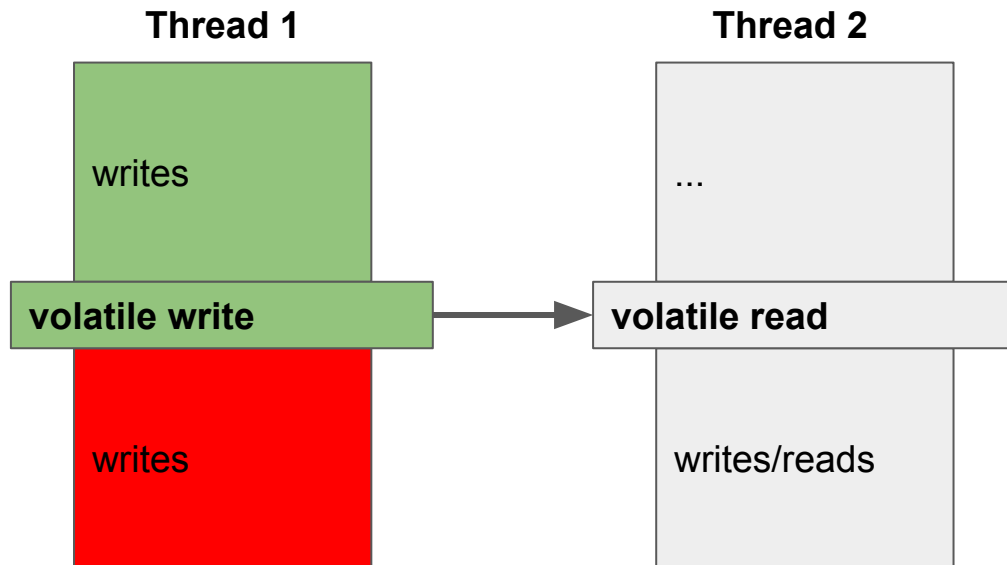 Thread 1
Thread 2
writes
...
volatile write
volatile read
writes
writes/reads